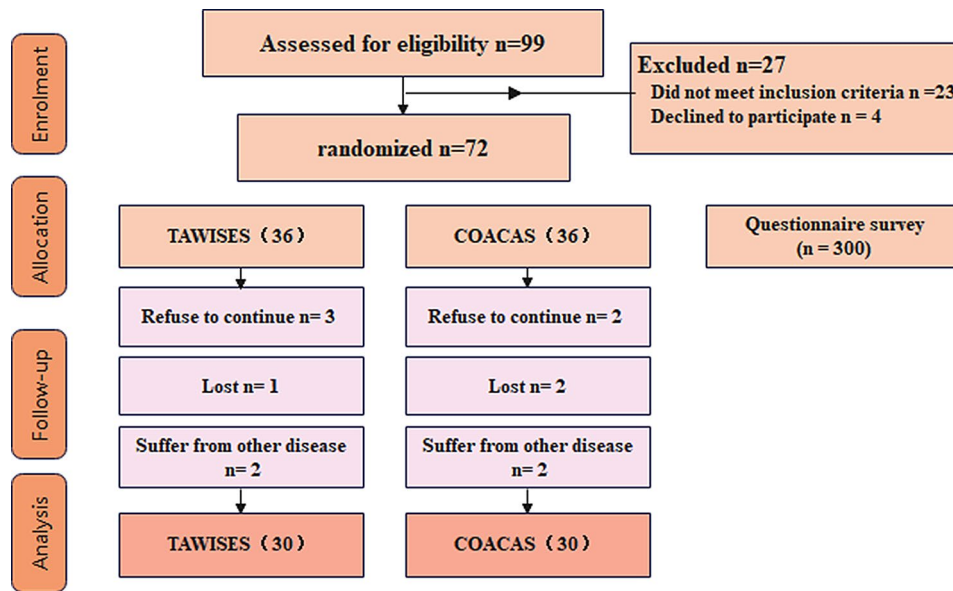 Enrolment
Assessed for eligibility n=99
Excluded n=27
Did not meet inclusion criteria n =23
Declined to participate n = 4
randomized n=72
Allocation
TAWISES（36）
COACAS（36）
Questionnaire survey
(n = 300)
Follow-up
Refuse to continue n= 3
Refuse to continue n= 2
Lost n= 1
Lost n= 2
Suffer from other disease
n= 2
Suffer from other disease
n= 2
Analysis
TAWISES（30）
COACAS（30）